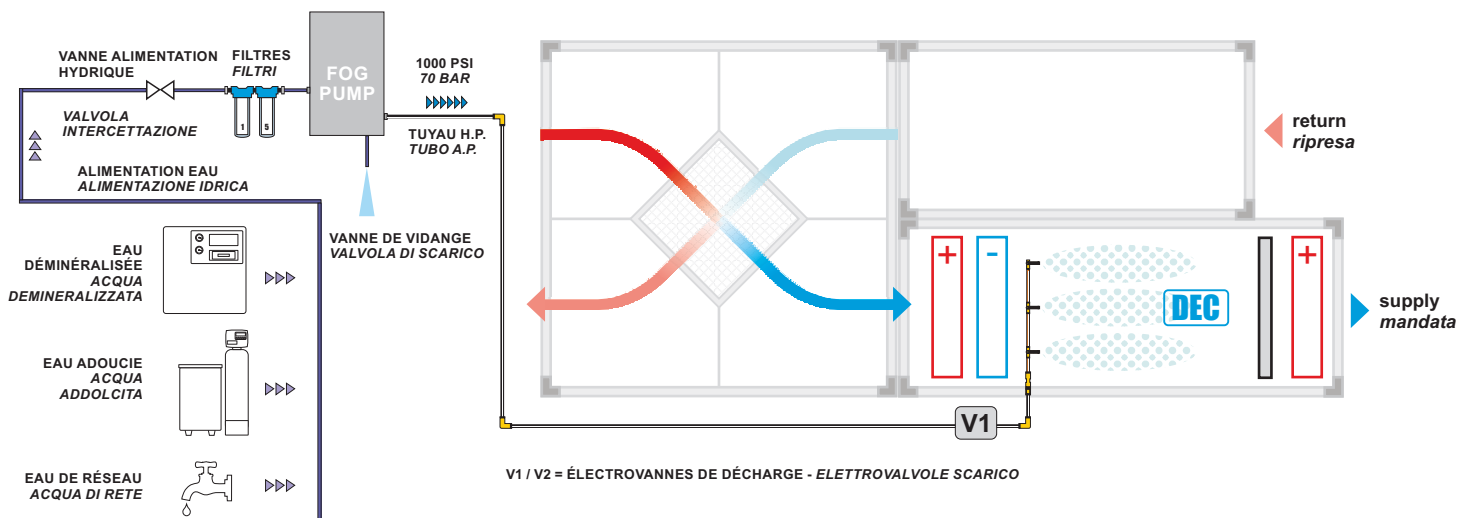 VANNE ALIMENTATION
HYDRIQUE
FILTRES
FILTRI
FOG
PUMP
1000 PSI
70 BAR
1
5
VALVOLA
INTERCETTAZIONE
TUYAU H.P.
TUBO A.P.
return
ripresa
ALIMENTATION EAU
ALIMENTAZIONE IDRICA
VANNE DE VIDANGE
VALVOLA DI SCARICO
EAU
DÉMINÉRALISÉE
ACQUA
DEMINERALIZZATA
+
-
+
DEC
supply
mandata
EAU ADOUCIE
ACQUA
ADDOLCITA
V1
EAU DE RÉSEAU
ACQUA DI RETE
V1 / V2 = ÉLECTROVANNES DE DÉCHARGE - ELETTROVALVOLE SCARICO